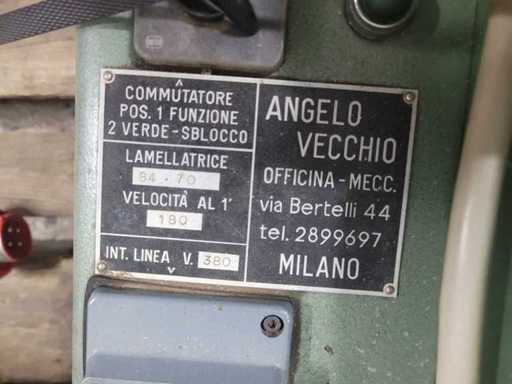 COMMUTATORE
POS. 1 FUNZIONE
2 VERDE-SBLOCCO
LAMELLATRICE
84-70
VELOCITÀ AL 1'
180
INT. LINEA V. 380
ANGELO
VECCHIO
OFFICINA-MECC.
via Bertelli 44
tel. 2899697
MILANO